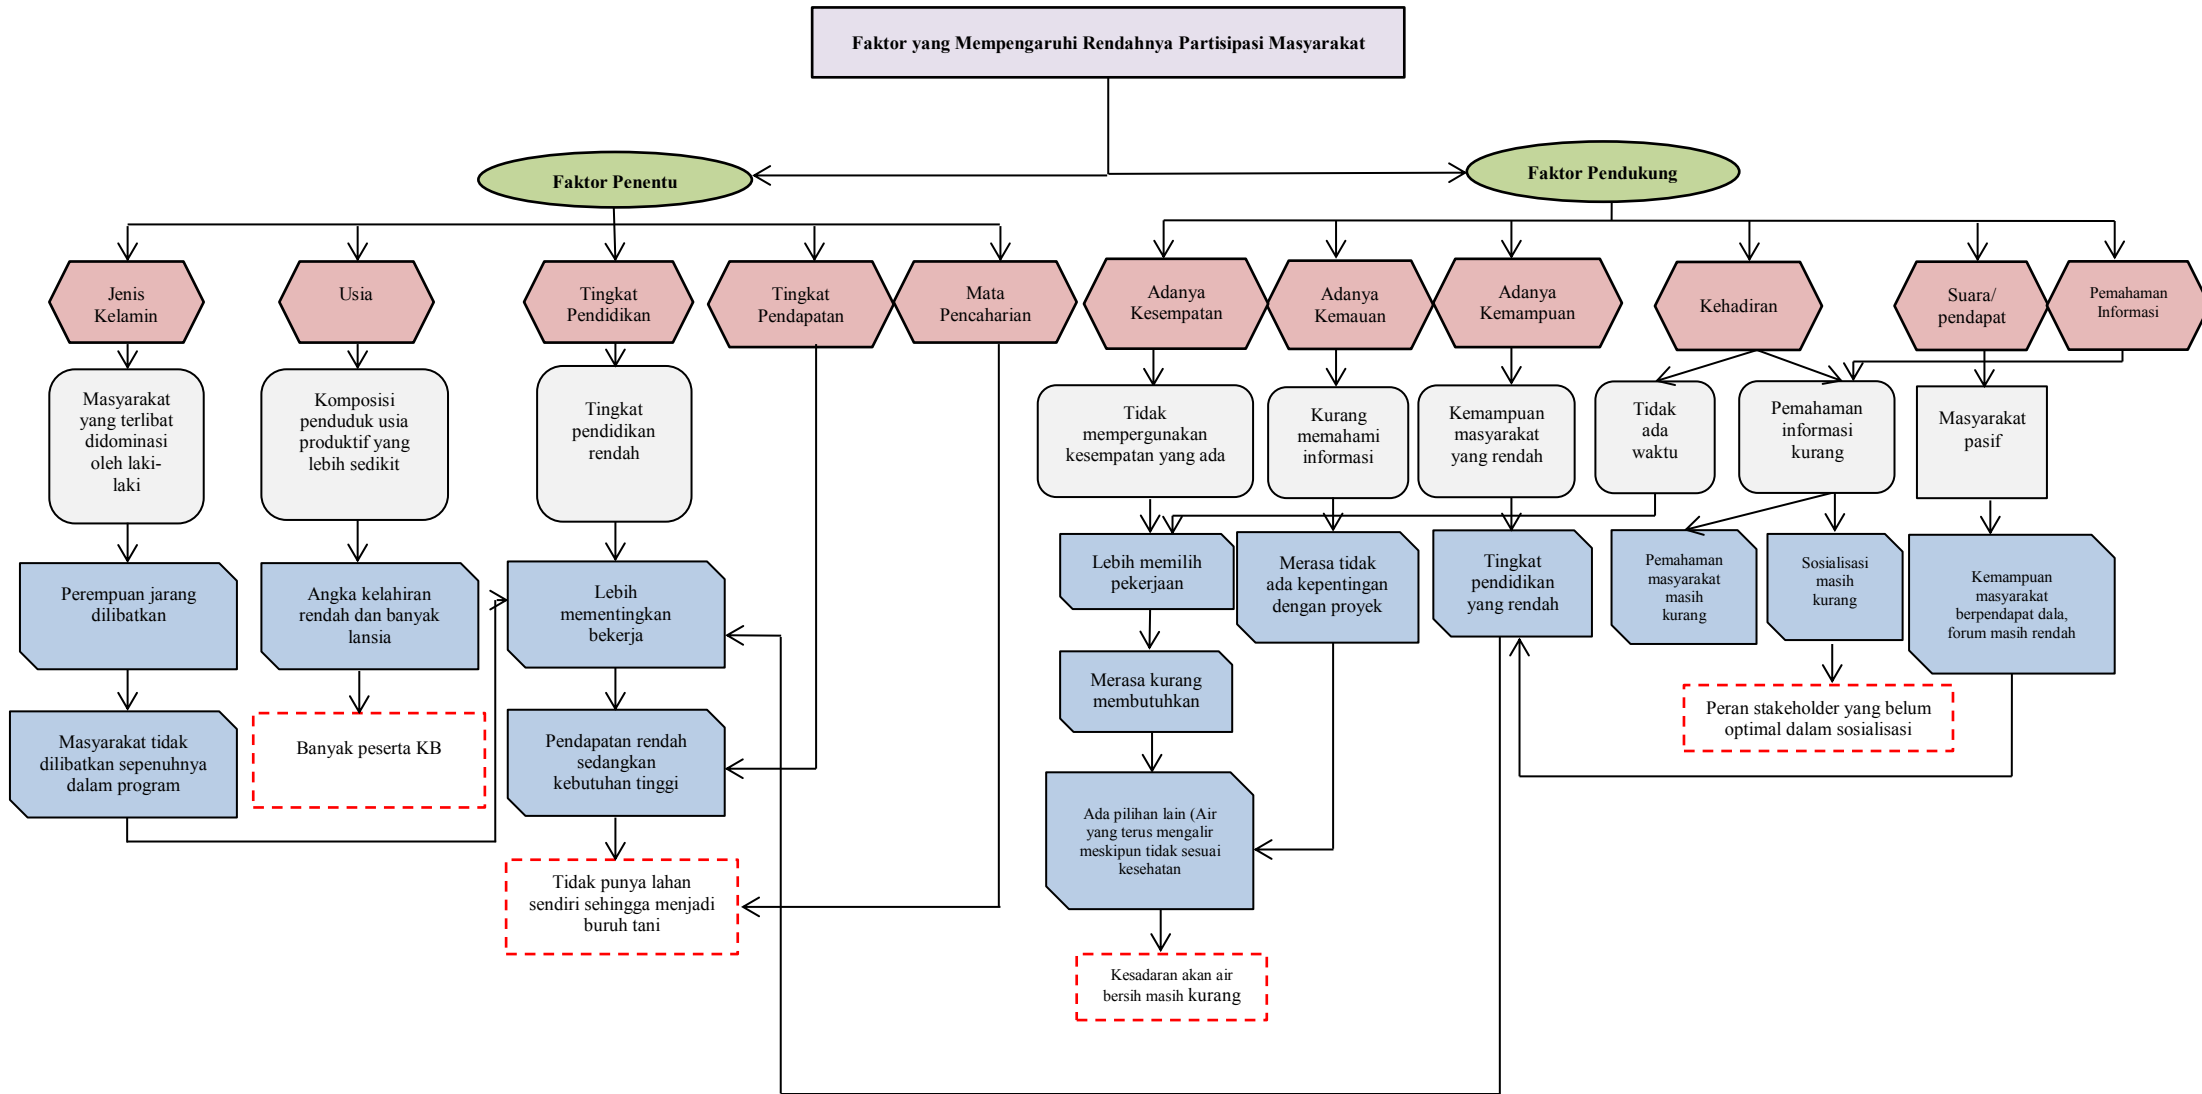 Faktor yang Mempengaruhi Rendahnya Partisipasi Masyarakat
Faktor Penentu
Faktor Pendukung
Jenis
Kelamin
Usia
Tingkat
Pendidikan
Tingkat
Pendapatan
Mata
Pencaharian
Adanya
Kesempatan
Adanya
Kemauan
Adanya
Kemampuan
Kehadiran
Suara/
pendapat
Pemahaman
Informasi
Masyarakat
yang terlibat
didominasi
oleh laki-
laki
Komposisi
penduduk usia
produktif yang
lebih sedikit
Tingkat
pendidikan
rendah
Tidak
mempergunakan
kesempatan yang ada
Kurang
memahami
informasi
Kemampuan
masyarakat
yang rendah
Tidak
ada
waktu
Pemahaman
informasi
kurang
Masyarakat
pasif
Perempuan jarang
dilibatkan
Angka kelahiran
rendah dan banyak
lansia
Lebih
mementingkan
bekerja
Lebih memilih
pekerjaan
Merasa tidak
ada kepentingan
dengan proyek
Tingkat
pendidikan
yang rendah
Pemahaman
masyarakat
masih
kurang
Sosialisasi
masih
kurang
Kemampuan
masyarakat
berpendapat dala,
forum masih rendah
Masyarakat tidak
dilibatkan sepenuhnya
dalam program
Banyak peserta KB
Pendapatan rendah
sedangkan
kebutuhan tinggi
Merasa kurang
membutuhkan
Peran stakeholder yang belum
optimal dalam sosialisasi
Ada pilihan lain (Air
yang terus mengalir
meskipun tidak sesuai
kesehatan
Tidak punya lahan
sendiri sehingga menjadi
buruh tani
Kesadaran akan air
bersih masih kurang